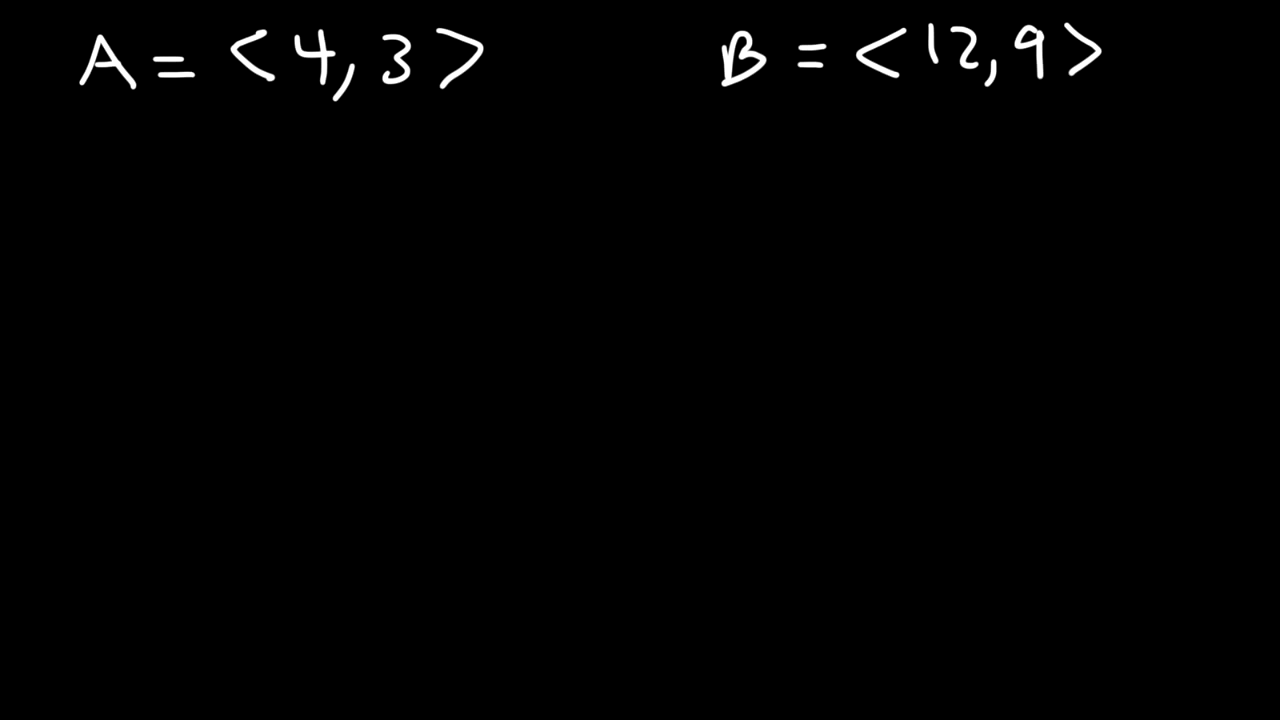 A = <4,3> B = <12,9>